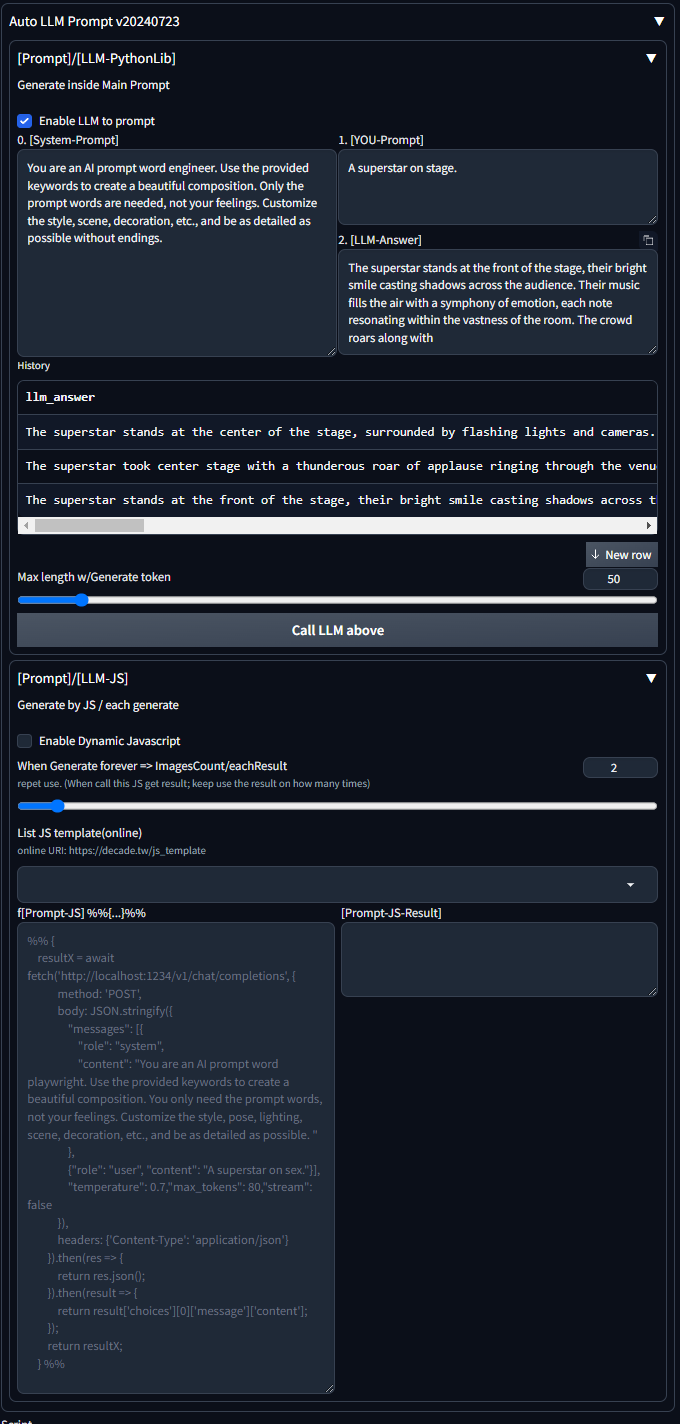 Auto LLM Prompt v20240723
[Prompt]/[LLM-PythonLib]
Generate inside Main Prompt
Enable LLM to prompt
0. [System-Prompt]
You are an AI prompt word engineer. Use the provided
keywords to create a beautiful composition. Only the
prompt words are needed, not your feelings. Customize
the style, scene, decoration, etc., and be as detailed as
possible without endings.
1. [YOU-Prompt]
A superstar on stage.
2. [LLM-Answer]
The superstar stands at the front of the stage, their bright
smile casting shadows across the audience. Their music
fills the air with a symphony of emotion, each note
resonating within the vastness of the room. The crowd
roars along with
History
llm_answer
The superstar stands at the center of the stage, surrounded by flashing lights and cameras.
The superstar took center stage with a thunderous roar of applause ringing through the venu
The superstar stands at the front of the stage, their bright smile casting shadows across t
↓ New row
Max length w/Generate token
50
Call LLM above
[Prompt]/[LLM-JS]
Generate by JS / each generate
Enable Dynamic Javascript
When Generate forever => ImagesCount/eachResult
2
repet use. (When call this JS get result; keep use the result on how many times)
List JS template(online)
online URI: https://decade.tw/js_template
f[Prompt-JS] %%{...}%%
%% {
resultX = await
fetch('http://localhost:1234/v1/chat/completions', {
method: 'POST',
body: JSON.stringify({
"messages": [{
"role": "system",
"content": "You are an AI prompt word
playwright. Use the provided keywords to create a
beautiful composition. You only need the prompt words,
not your feelings. Customize the style, pose, lighting,
scene, decoration, etc., and be as detailed as possible. "
},
{"role": "user", "content": "A superstar on sex."}],
"temperature": 0.7,"max_tokens": 80,"stream":
false
}),
headers: {'Content-Type': 'application/json'}
}).then(res => {
return res.json();
}).then(result => {
return result['choices'][0]['message']['content'];
});
return resultX;
} %%
[Prompt-JS-Result]